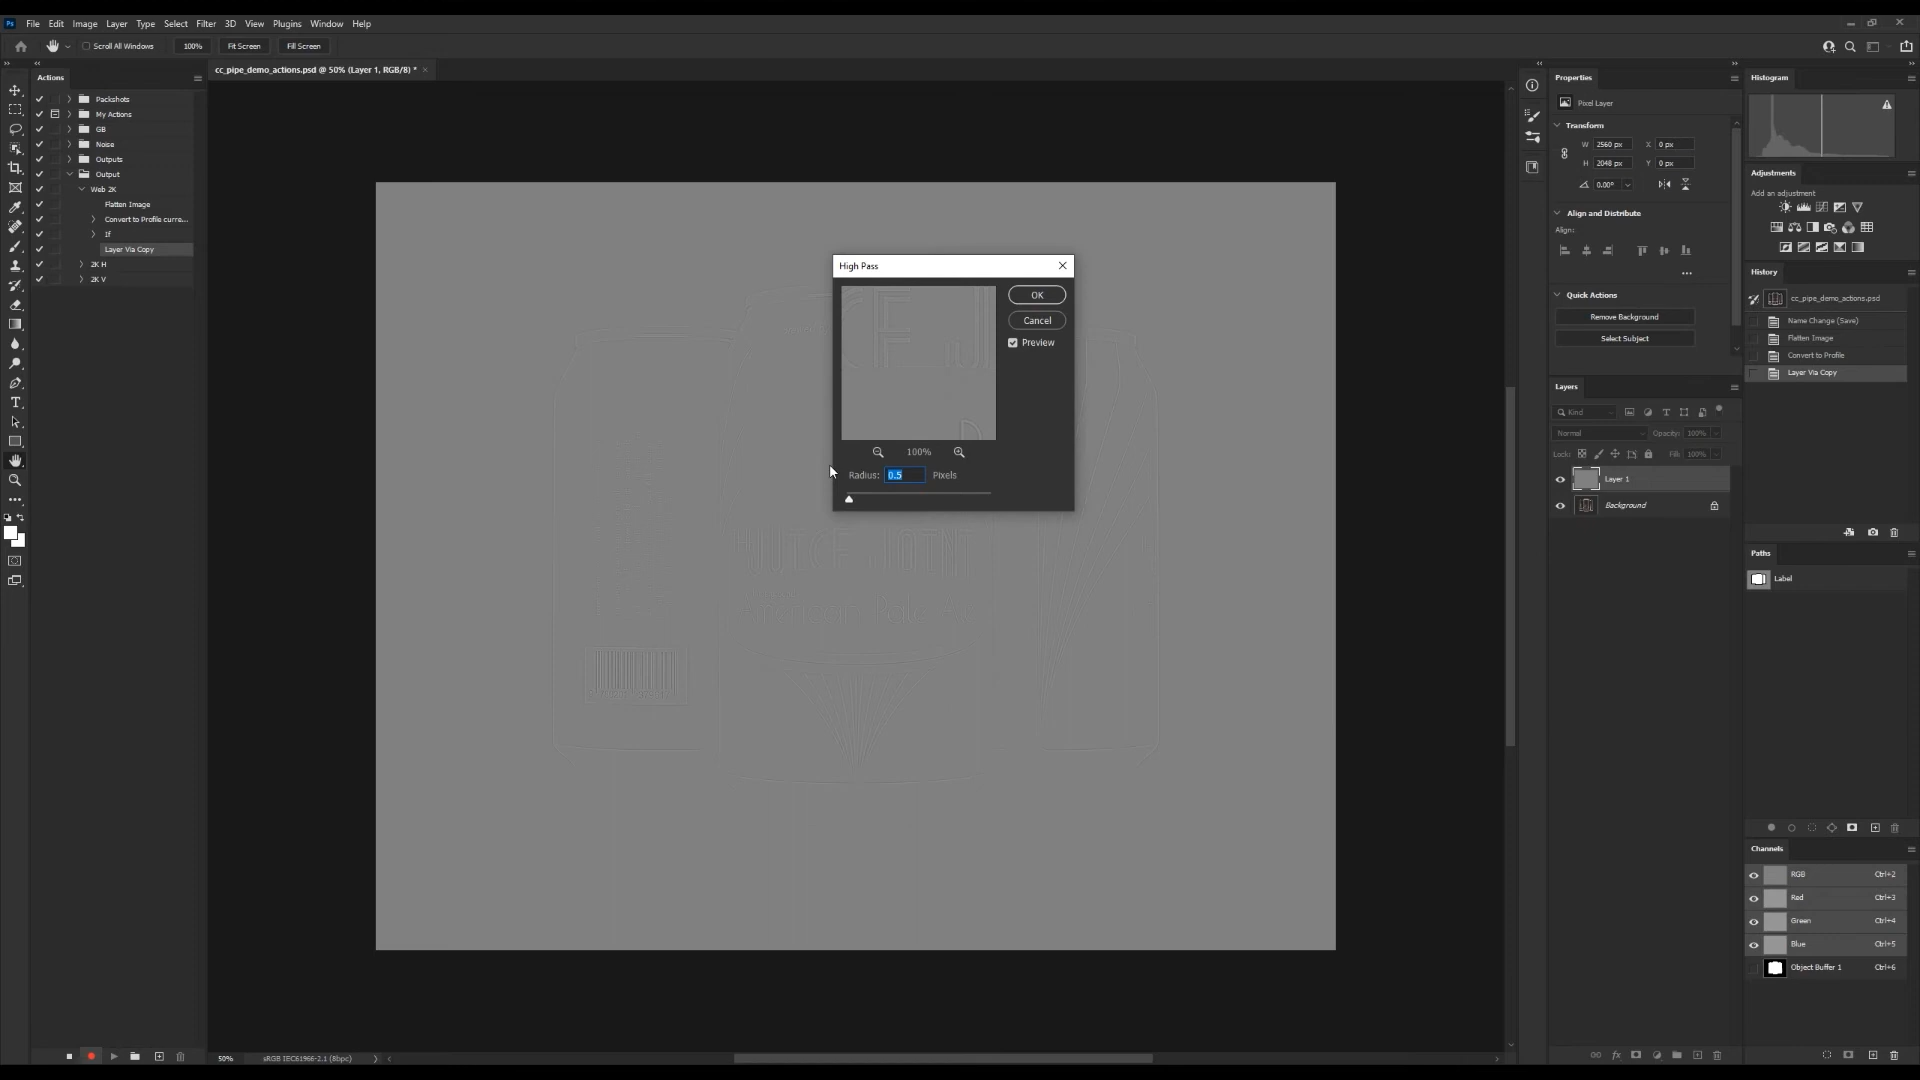 Ps File Edit Image Layer Type Select Filter 3D View Plugins Window Help
Scroll All Windows 100% Fit Screen Fill Screen
cc_pipe_demo_actions.psd @ 50% (Layer 1, RGB/8) *
Actions
Packshots
My Actions
GB
Noise
Outputs
Output
Web 2K
Flatten Image
Convert to Profile curre...
If
Layer Via Copy
2K H
2K V
High Pass
OK
Cancel
Preview
100%
Radius: 0.5 Pixels
American Pale A
50% sRGB IEC61966-2.1 (8bpc)
Properties
Pixel Layer
Transform
W 2560 px X 0 px
H 2048 px Y 0 px
0.00°
Align and Distribute
Align:
Quick Actions
Remove Background
Select Subject
Layers
Kind
Normal Opacity: 100%
Lock: Fill: 100%
Layer 1
Background
Histogram
Adjustments
Add an adjustment
History
cc_pipe_demo_actions.psd
Name Change (Save)
Flatten Image
Convert to Profile
Layer Via Copy
Paths
Label
Channels
RGB Ctrl+2
Red Ctrl+3
Green Ctrl+4
Blue Ctrl+5
Object Buffer 1 Ctrl+6